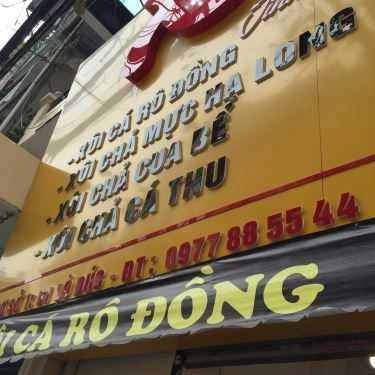 -XÔI CÁ RÔ ĐỒNG
-XÔI CHẢ MỰC HẠ LONG
-XÔI CHẢ CUA BỂ
-XÔI CHẢ CÁ THU
- ĐT : 0977 88 55 44
CÁ RÔ ĐỒNG